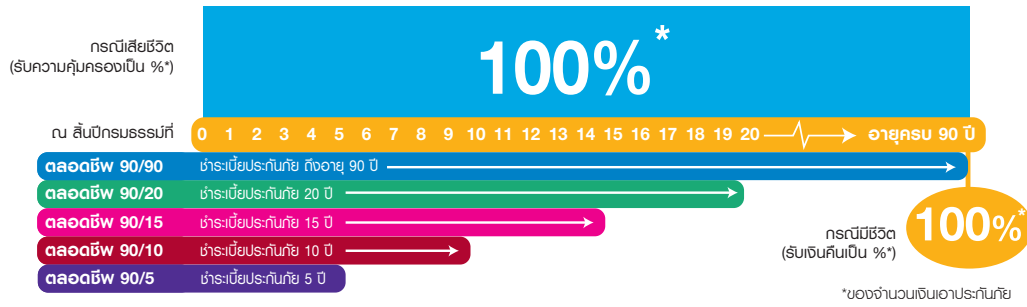 กรณีเสียชีวิต
(รับความคุ้มครองเป็น %*)
100%*
ณ สิ้นปีกรมธรรม์ที่ 0 1 2 3 4 5 6 7 8 9 10 11 12 13 14 15 16 17 18 19 20 อายุครบ 90 ปี
ตลอดชีพ 90/90 ชำระเบี้ยประกันภัย ถึงอายุ 90 ปี
ตลอดชีพ 90/20 ชำระเบี้ยประกันภัย 20 ปี
ตลอดชีพ 90/15 ชำระเบี้ยประกันภัย 15 ปี
ตลอดชีพ 90/10 ชำระเบี้ยประกันภัย 10 ปี
ตลอดชีพ 90/5 ชำระเบี้ยประกันภัย 5 ปี
กรณีมีชีวิต
(รับเงินคืนเป็น %*)
100%*
*ของจำนวนเงินเอาประกันภัย